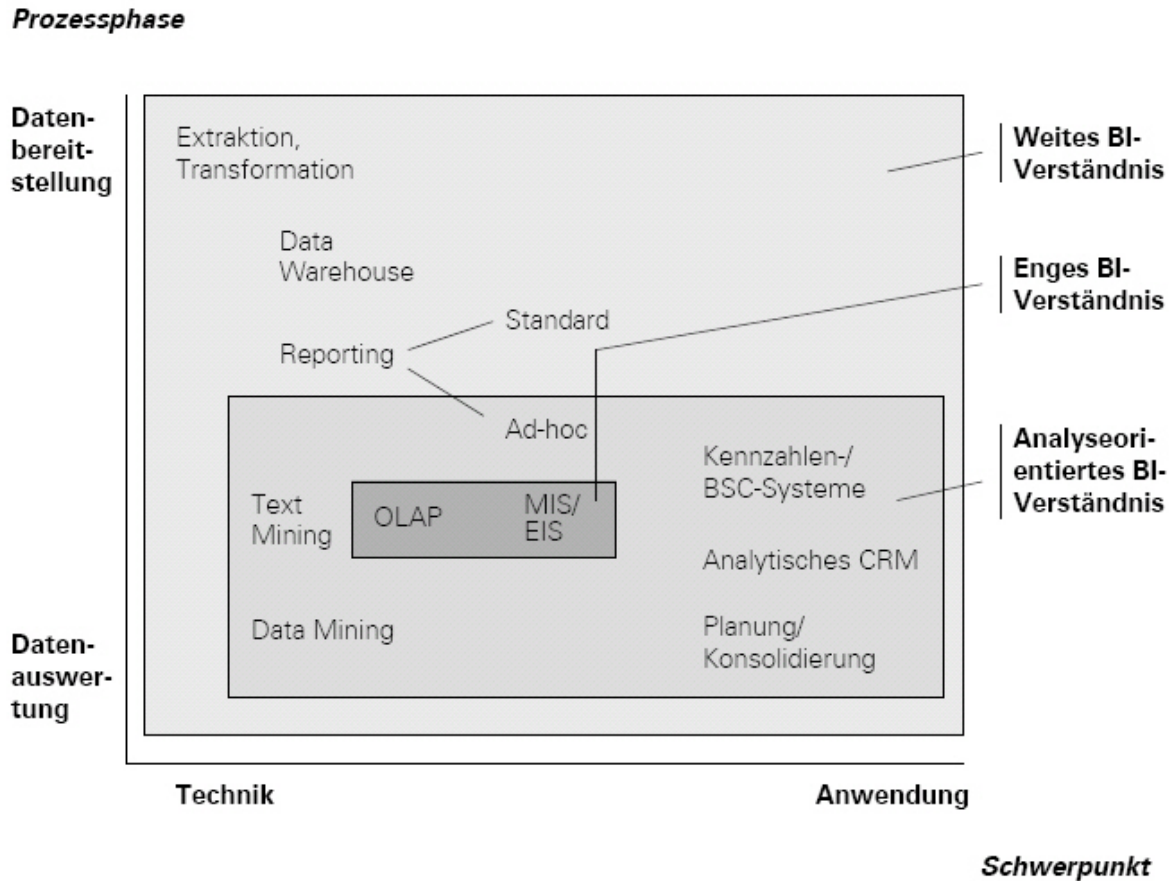 Prozessphase
Daten-
bereit-
stellung
Extraktion,
Transformation
Weites BI-
Verständnis
Data
Warehouse
Enges BI-
Verständnis
Standard
Reporting
Ad-hoc
Kennzahlen-/
BSC-Systeme
Analyseori-
entiertes BI-
Verständnis
Text
Mining
OLAP
MIS/
EIS
Analytisches CRM
Data Mining
Planung/
Konsolidierung
Daten-
auswer-
tung
Technik
Anwendung
Schwerpunkt